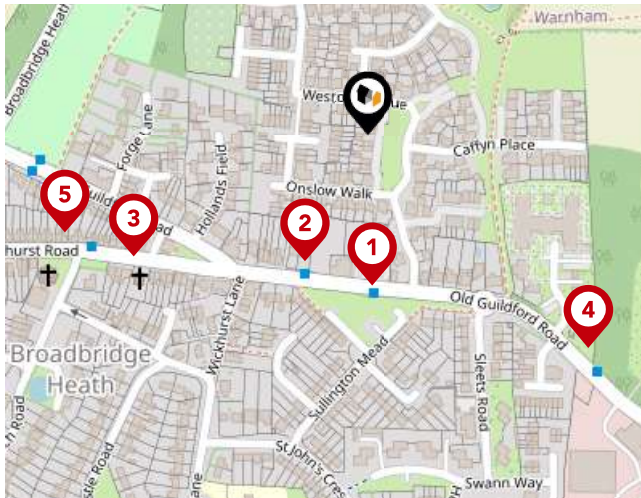 Warnham
Broadbridge Heath
Weston
Forge Lane
Caffyn Place
Hollands Field
Onslow Walk
5
3
2
1
hurst Road
Old Guildford Road
4
Wickhurst Lane
Broadbridge
Heath
Sullington Mead
Sleets Road
St John's Cres
Swann Way